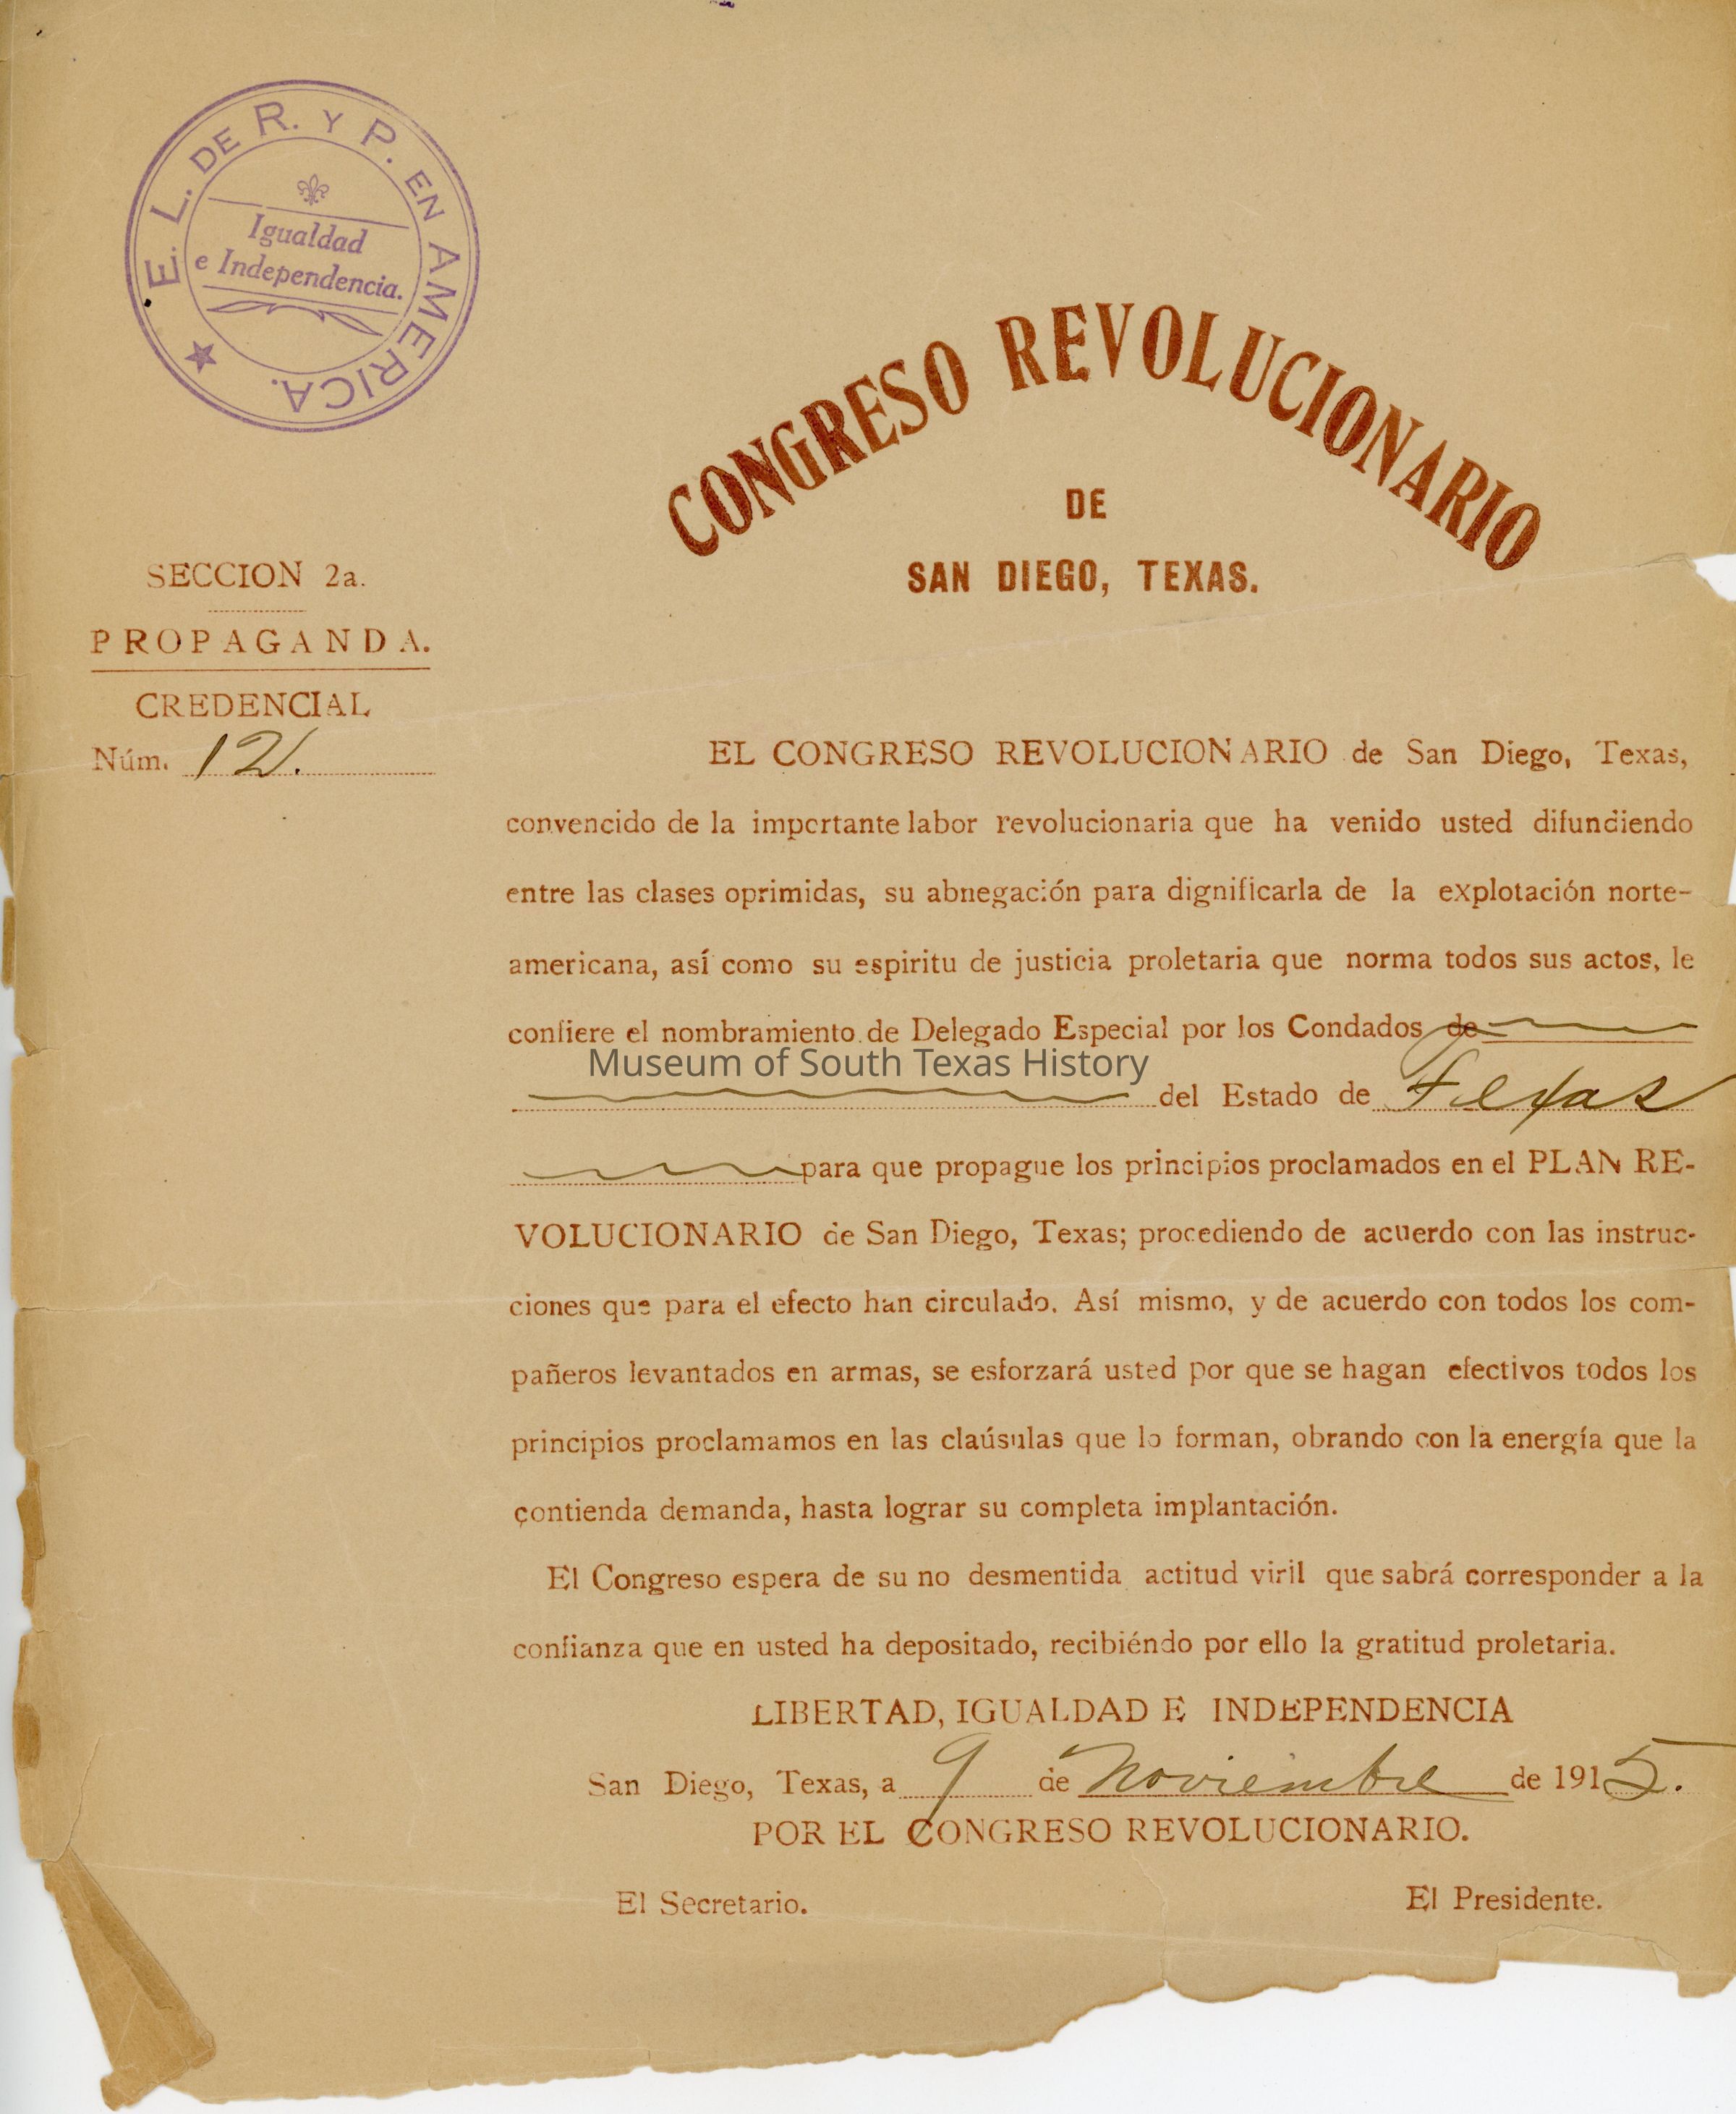 E. L. DE R. Y P. EN AMERICA.
Igualdad
e Independencia.
CONGRESO REVOLUCIONARIO
DE
SAN DIEGO, TEXAS.
SECCION 2a.
PROPAGANDA.
CREDENCIAL
Núm. 12.
EL CONGRESO REVOLUCIONARIO de San Diego, Texas,
convencido de la importante labor revolucionaria que ha venido usted difundiendo
entre las clases oprimidas, su abnegación para dignificarla de la explotación norte-
americana, así como su espiritu de justicia proletaria que norma todos sus actos, le
confiere el nombramiento de Delegado Especial por los Condados de
Museum of South Texas History
del Estado de Texas
para que propague los principios proclamados en el PLAN RE-
VOLUCIONARIO de San Diego, Texas; procediendo de acuerdo con las instruc-
ciones que para el efecto han circulado. Así mismo, y de acuerdo con todos los com-
pañeros levantados en armas, se esforzará usted por que se hagan efectivos todos los
principios proclamamos en las claúsulas que lo forman, obrando con la energía que la
contienda demanda, hasta lograr su completa implantación.
El Congreso espera de su no desmentida actitud viril que sabrá corresponder a la
confianza que en usted ha depositado, recibiéndo por ello la gratitud proletaria.
LIBERTAD, IGUALDAD E INDEPENDENCIA
San Diego, Texas, a 9 de Noviembre de 1915.
POR EL CONGRESO REVOLUCIONARIO.
El Secretario.
El Presidente.